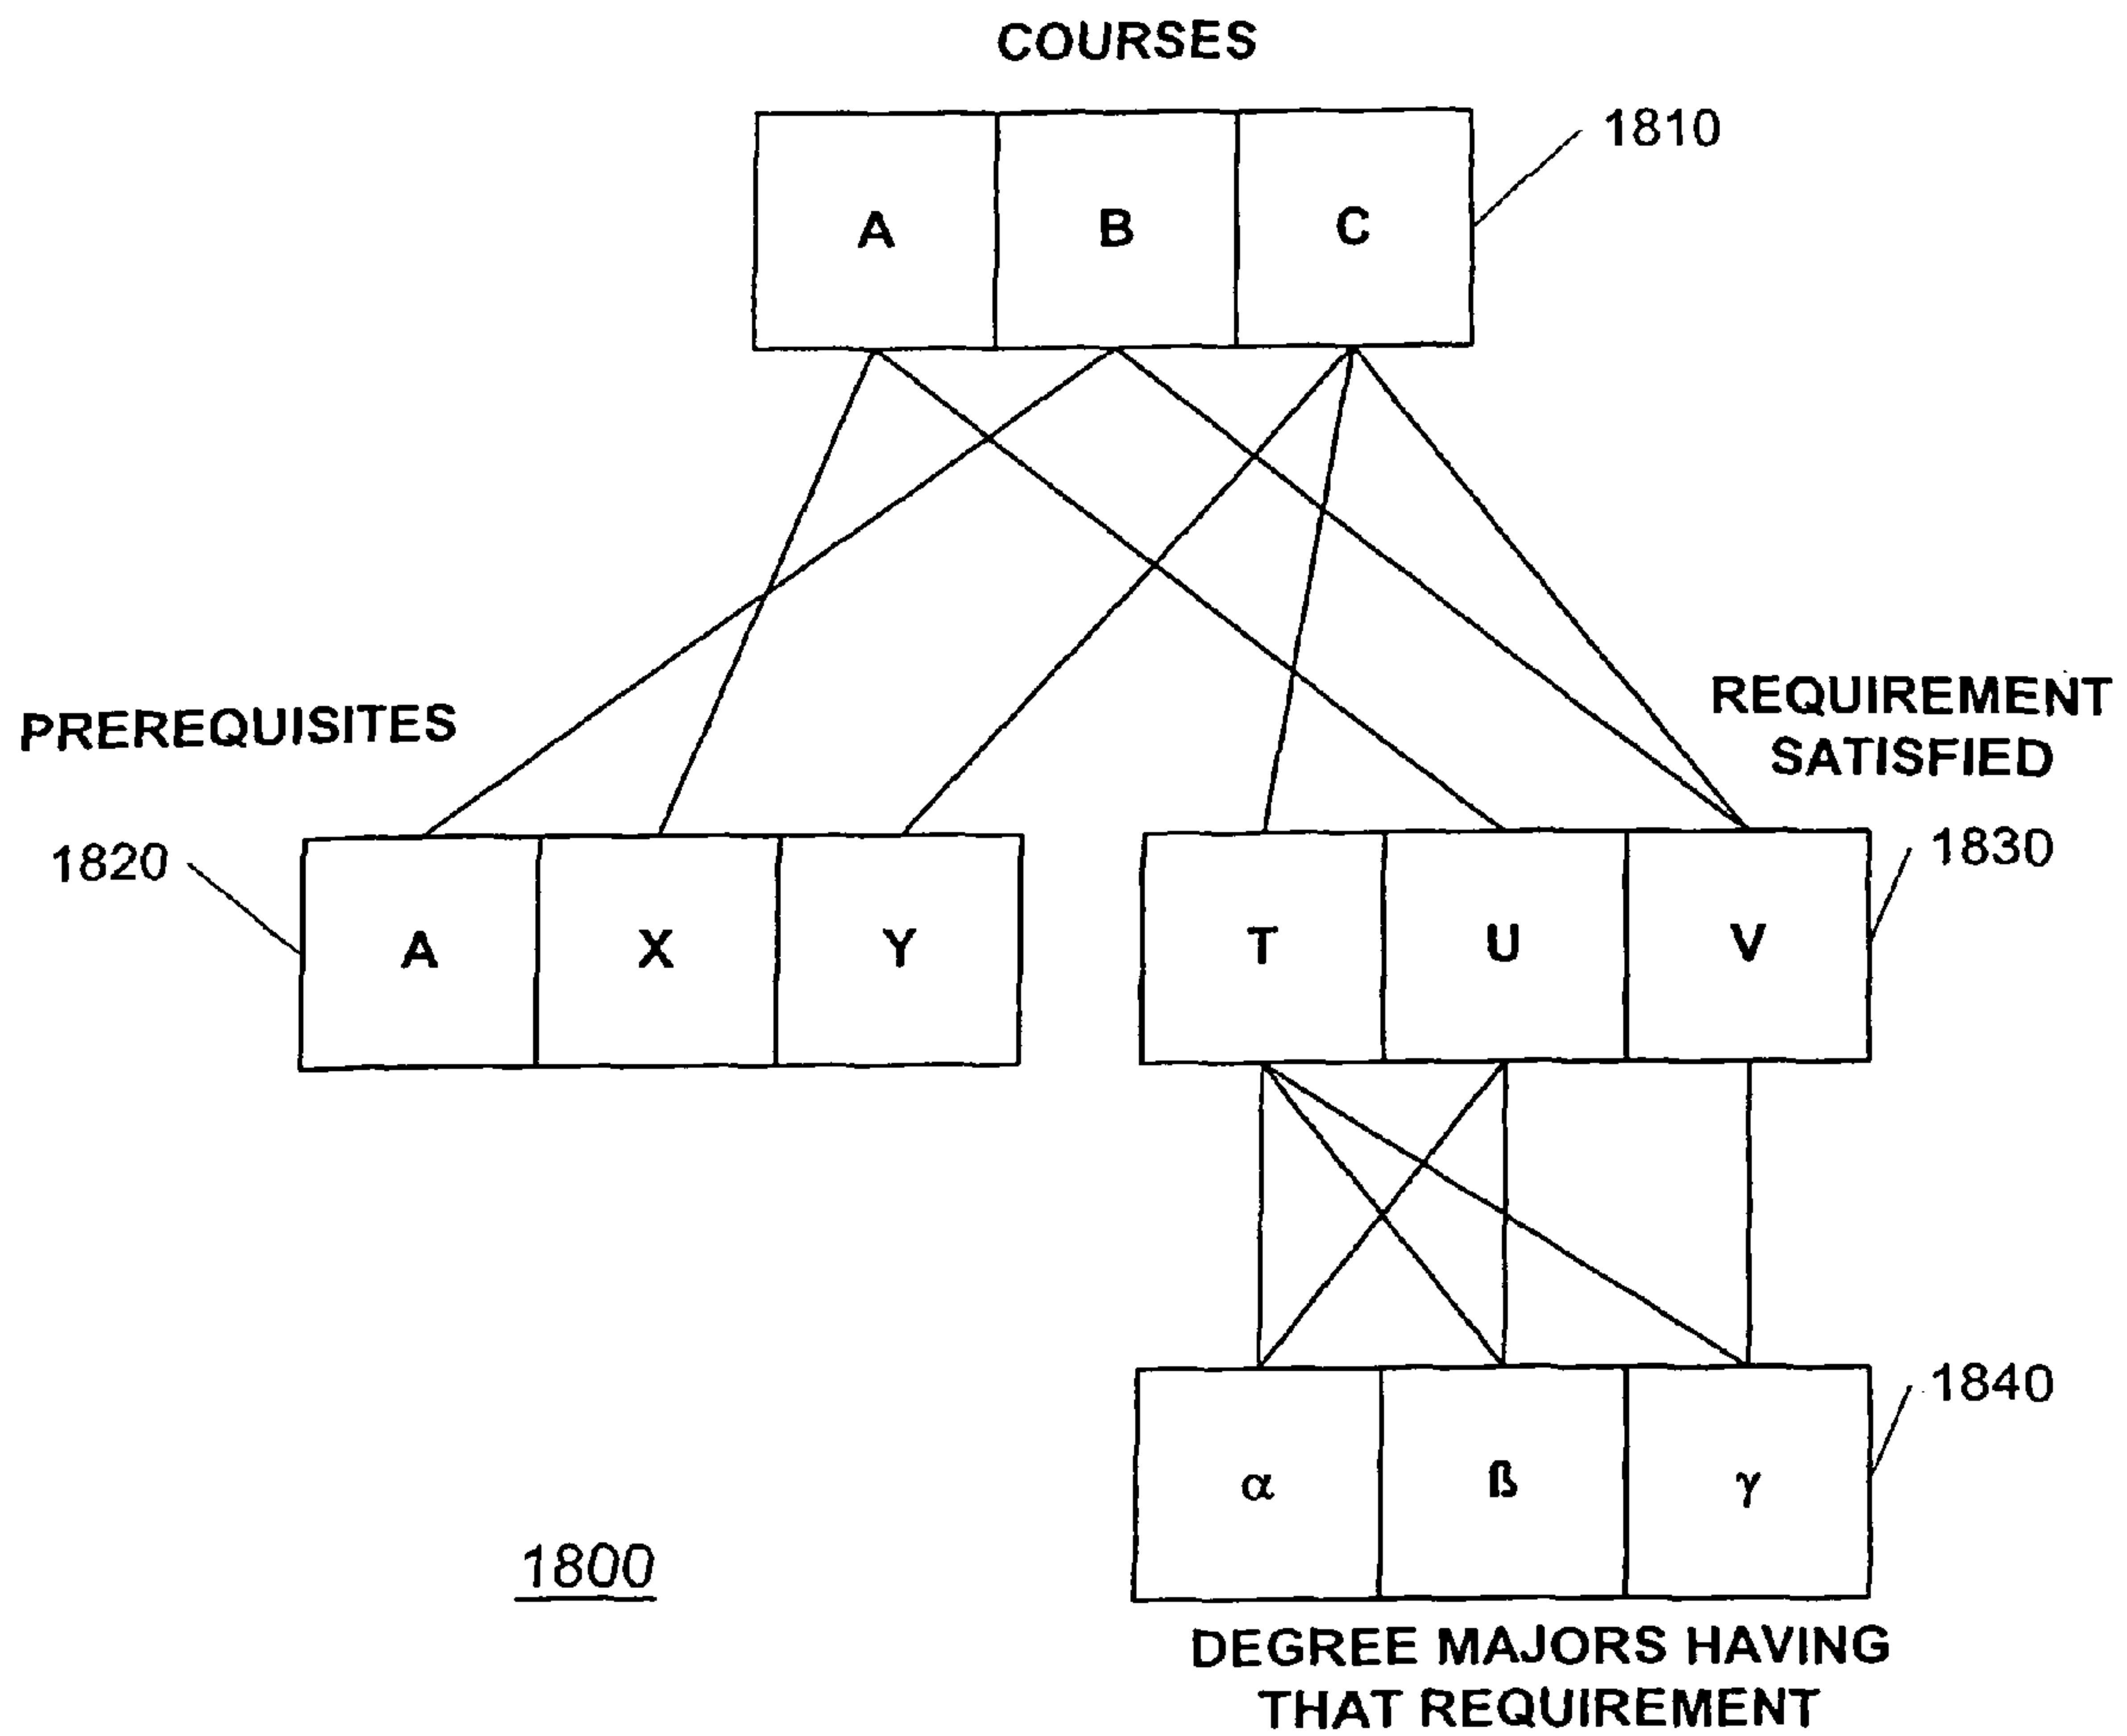 COURSES
1810
A B C
PREREQUISITES
REQUIREMENT
SATISFIED
1820
1830
A X Y
T U V
1840
α ß γ
1800
DEGREE MAJORS HAVING
THAT REQUIREMENT